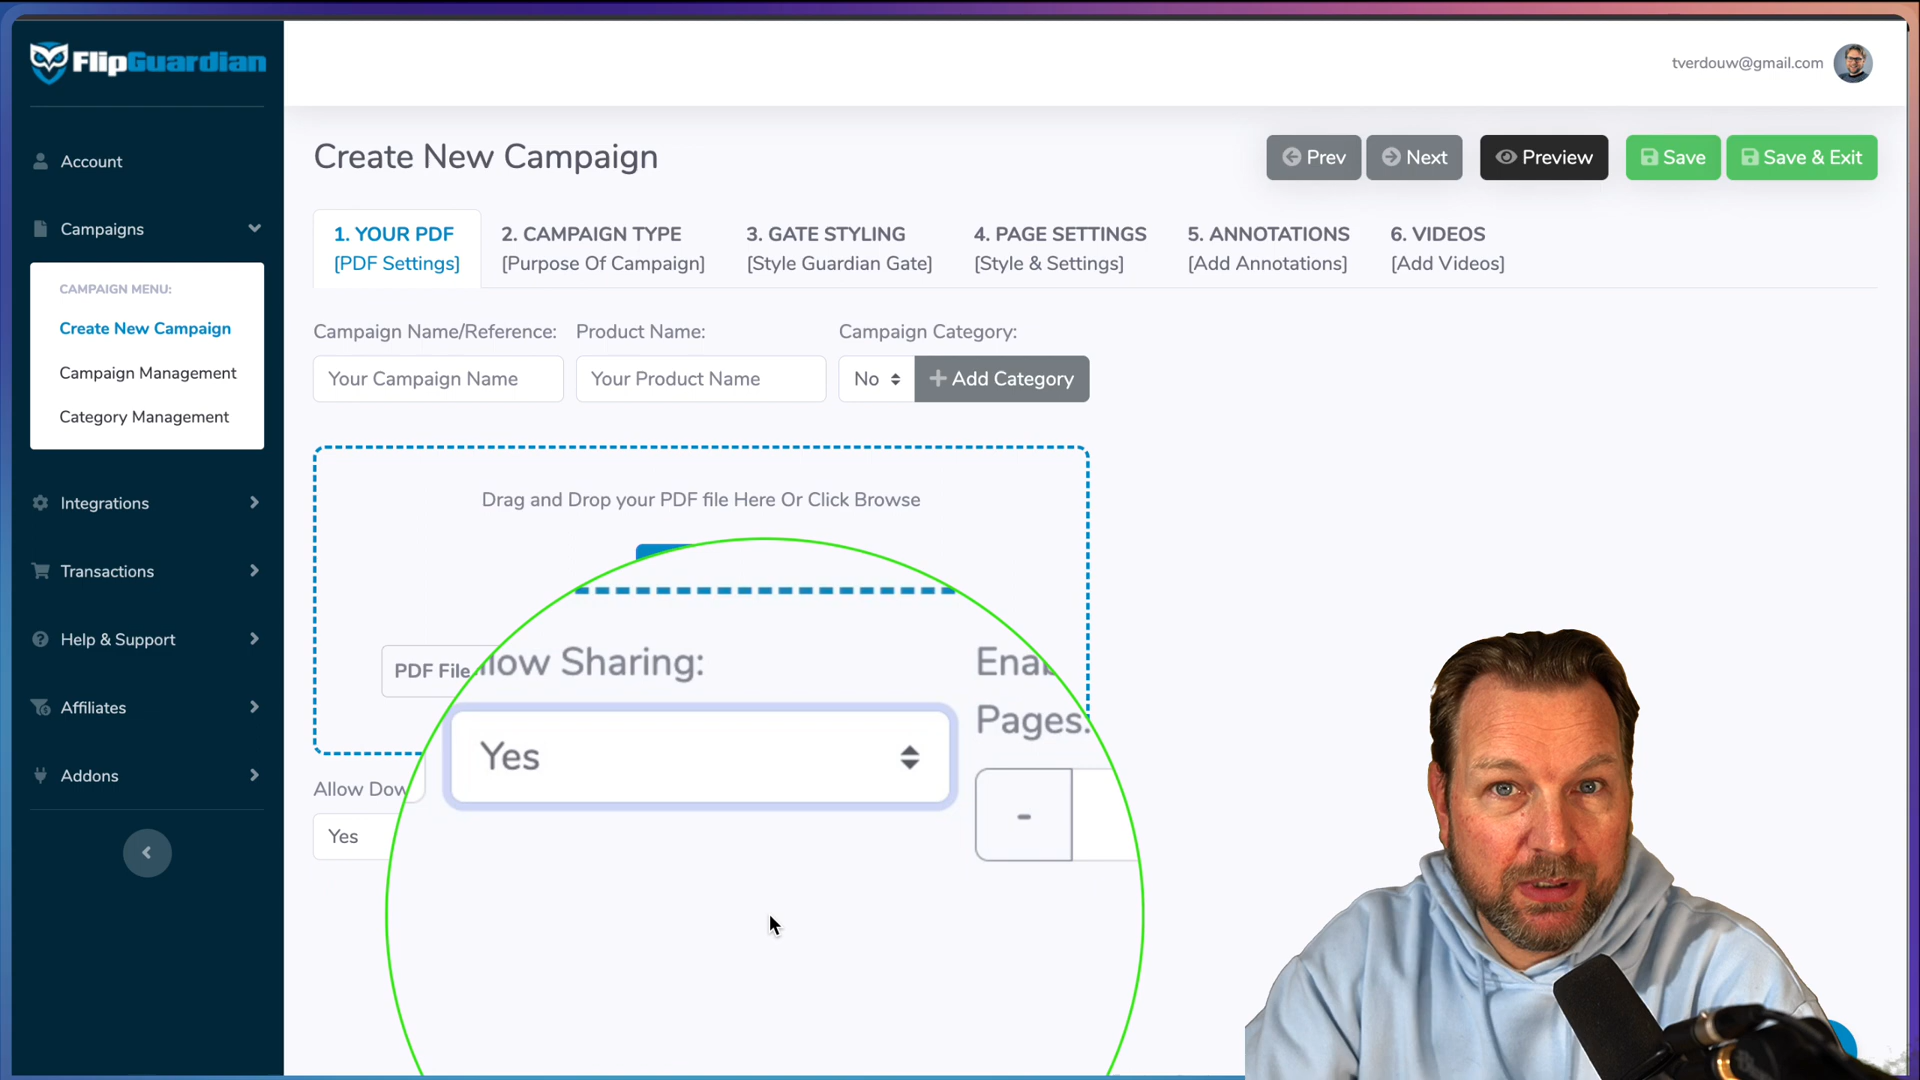 FlipGuardian
tverdouw@gmail.com
Account
Campaigns
CAMPAIGN MENU:
Create New Campaign
Campaign Management
Category Management
Integrations
Transactions
Help & Support
Affiliates
Addons
Create New Campaign
Prev
Next
Preview
Save
Save & Exit
1. YOUR PDF
[PDF Settings]
2. CAMPAIGN TYPE
[Purpose Of Campaign]
3. GATE STYLING
[Style Guardian Gate]
4. PAGE SETTINGS
[Style & Settings]
5. ANNOTATIONS
[Add Annotations]
6. VIDEOS
[Add Videos]
Campaign Name/Reference:
Product Name:
Campaign Category:
Your Campaign Name
Your Product Name
No
+ Add Category
Drag and Drop your PDF file Here Or Click Browse
PDF File
llow Sharing:
Yes
Enab
Pages:
-
Allow Dow
Yes